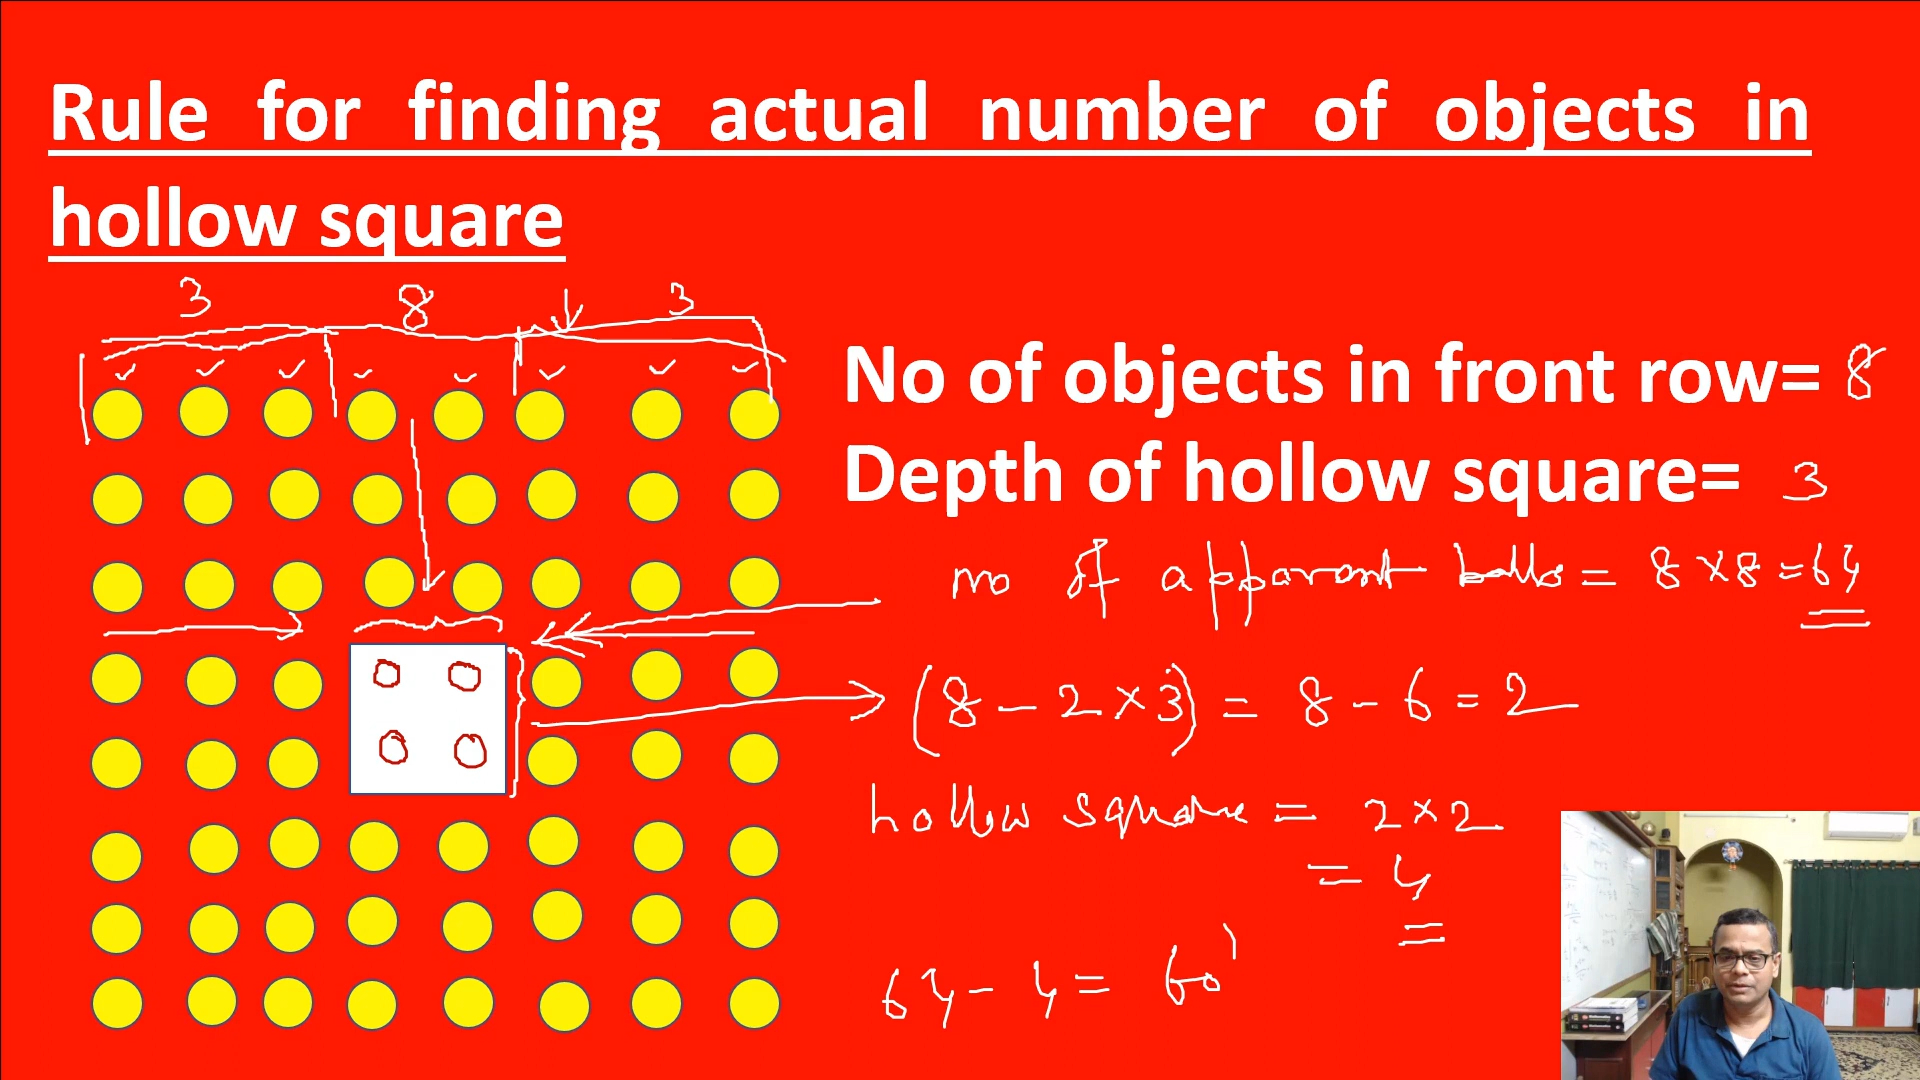 Rule for finding actual number of objects in
hollow square
3 8 3
No of objects in front row= 8
Depth of hollow square= 3
no of apparent balls = 8 x 8 = 64
(8 - 2 x 3) = 8 - 6 = 2
hollow square = 2 x 2
= 4
64 - 4 = 60